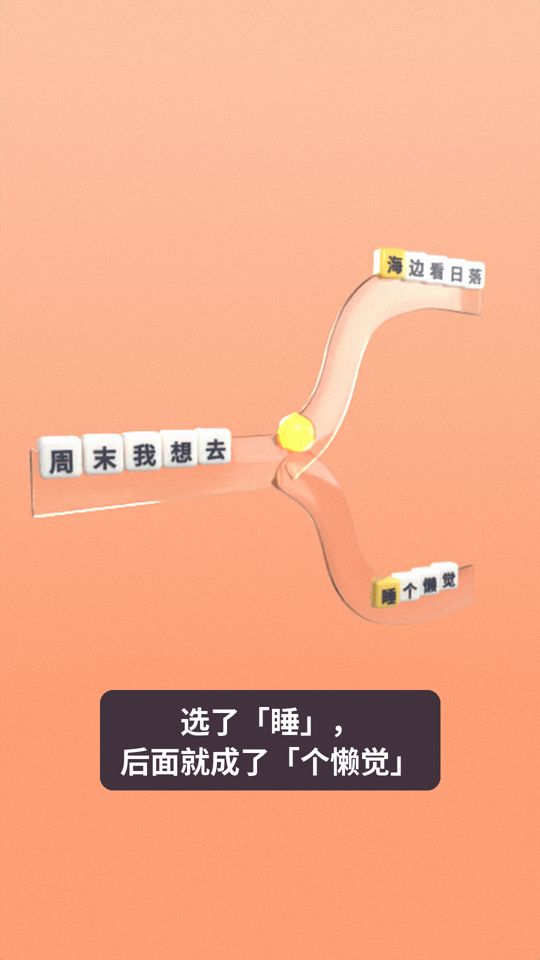 海边看日落
周末我想去
睡个懒觉
选了「睡」，
后面就成了「个懒觉」